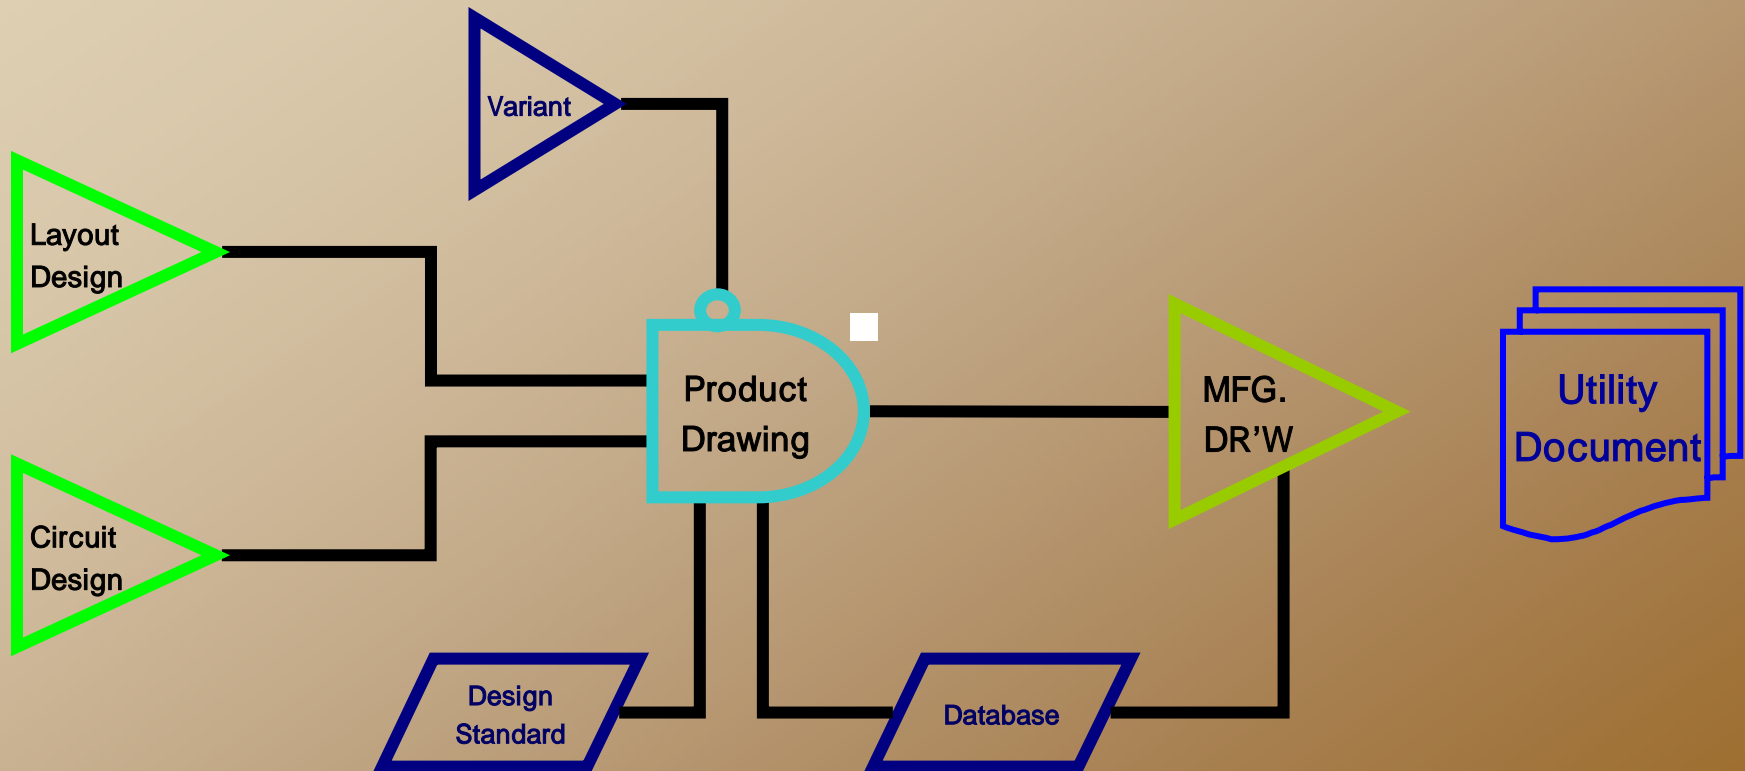 Variant
Layout
Design
Product
Drawing
MFG.
DR’W
Utility
Document
Circuit
Design
Design
Standard
Database